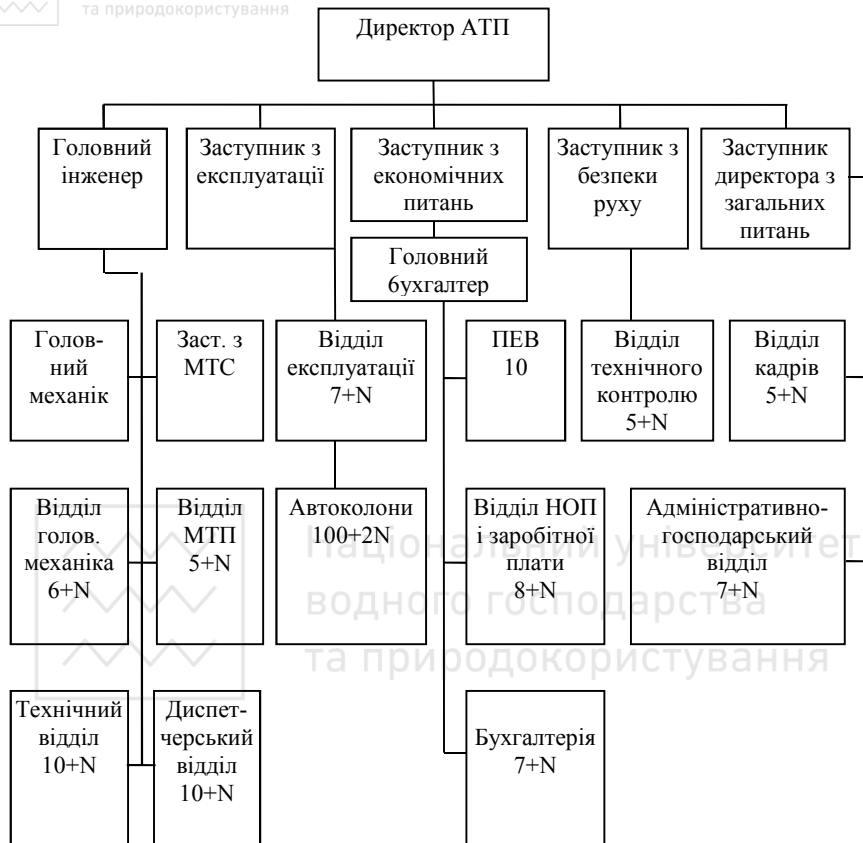 та природокористування
Директор АТП
Головний
інженер
Заступник з
експлуатації
Заступник з
економічних
питань
Заступник з
безпеки
руху
Заступник
директора з
загальних
питань
Головний
бухгалтер
Голов-
ний
механік
Заст. з
МТС
Відділ
експлуатації
7+N
ПЕВ
10
Відділ
технічного
контролю
5+N
Відділ
кадрів
5+N
Відділ
голов.
механіка
6+N
Відділ
МТП
5+N
Автоколони
100+2N
Відділ НОП
і заробітної
плати
8+N
Адміністративно-
господарський
відділ
7+N
Національний університет
водного господарства
та природокористування
Технічний
відділ
10+N
Диспет-
черський
відділ
10+N
Бухгалтерія
7+N